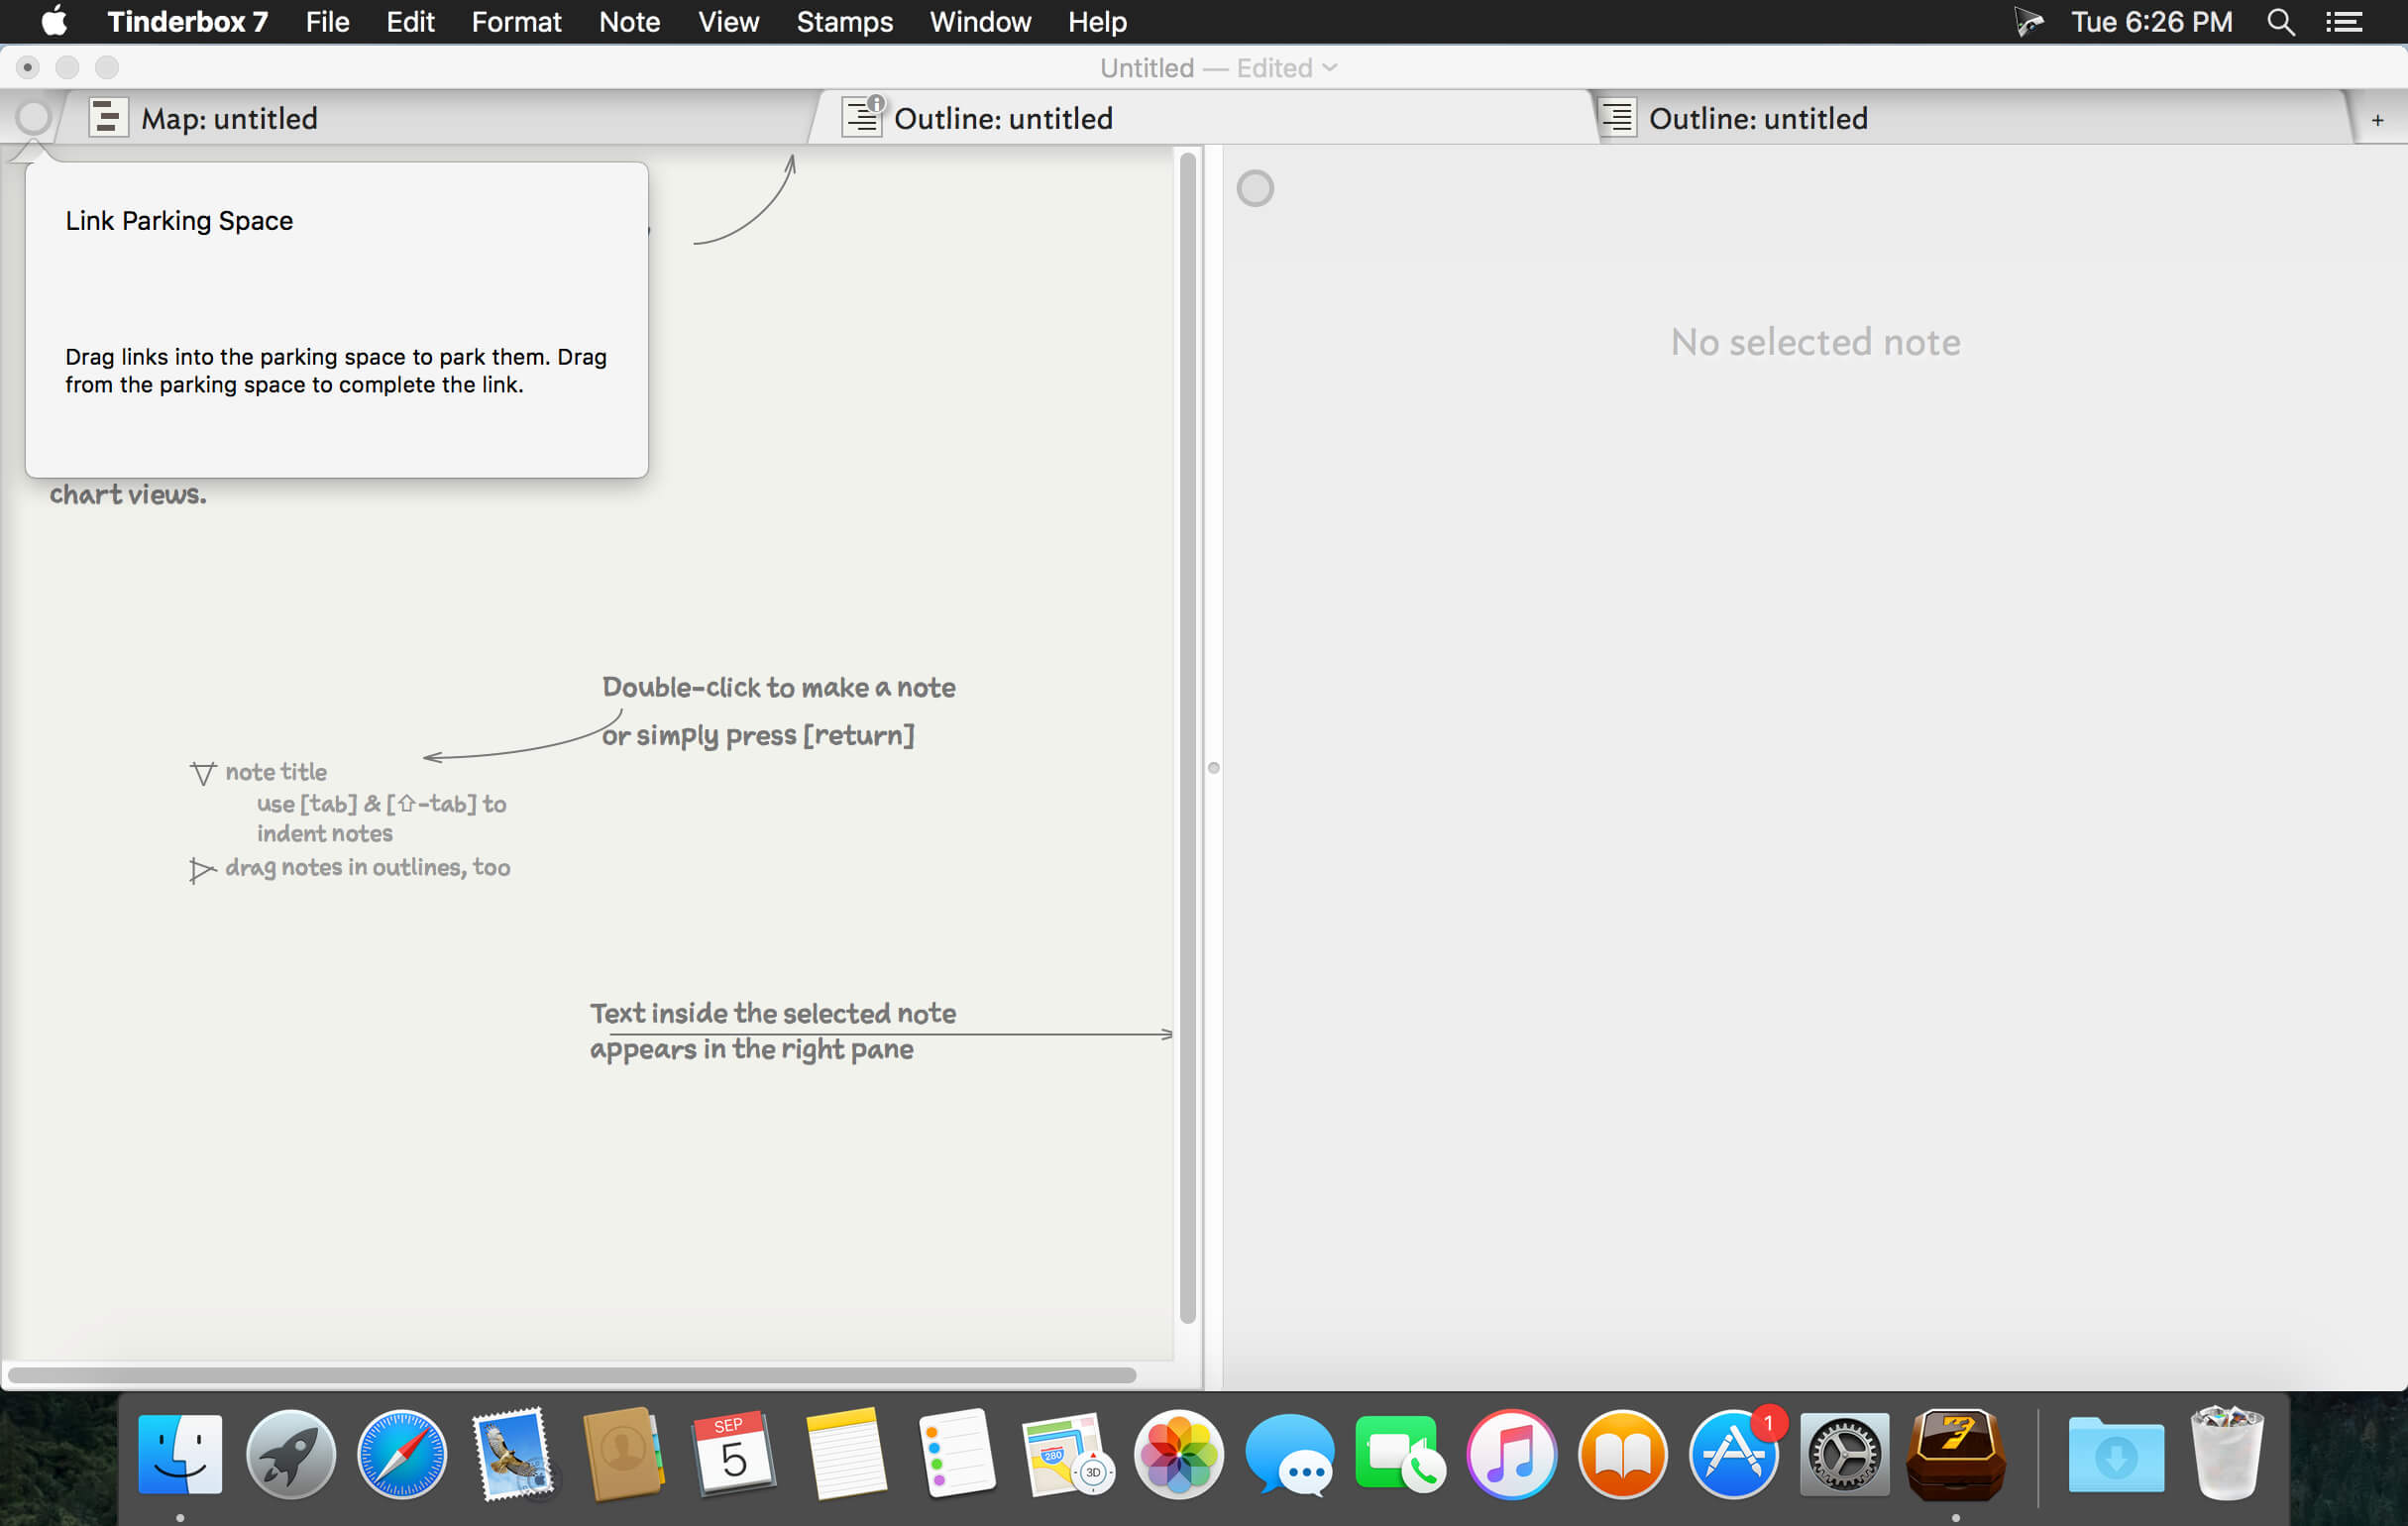 Tinderbox 7 File Edit Format Note View Stamps Window Help Tue 6:26 PM
Untitled — Edited
Map: untitled
Outline: untitled
Outline: untitled
+
Link Parking Space
Drag links into the parking space to park them. Drag
from the parking space to complete the link.
chart views.
No selected note
Double-click to make a note
or simply press [return]
note title
use [tab] & [⇧-tab] to
indent notes
drag notes in outlines, too
Text inside the selected note
appears in the right pane
SEP
5
280
3D
1
7